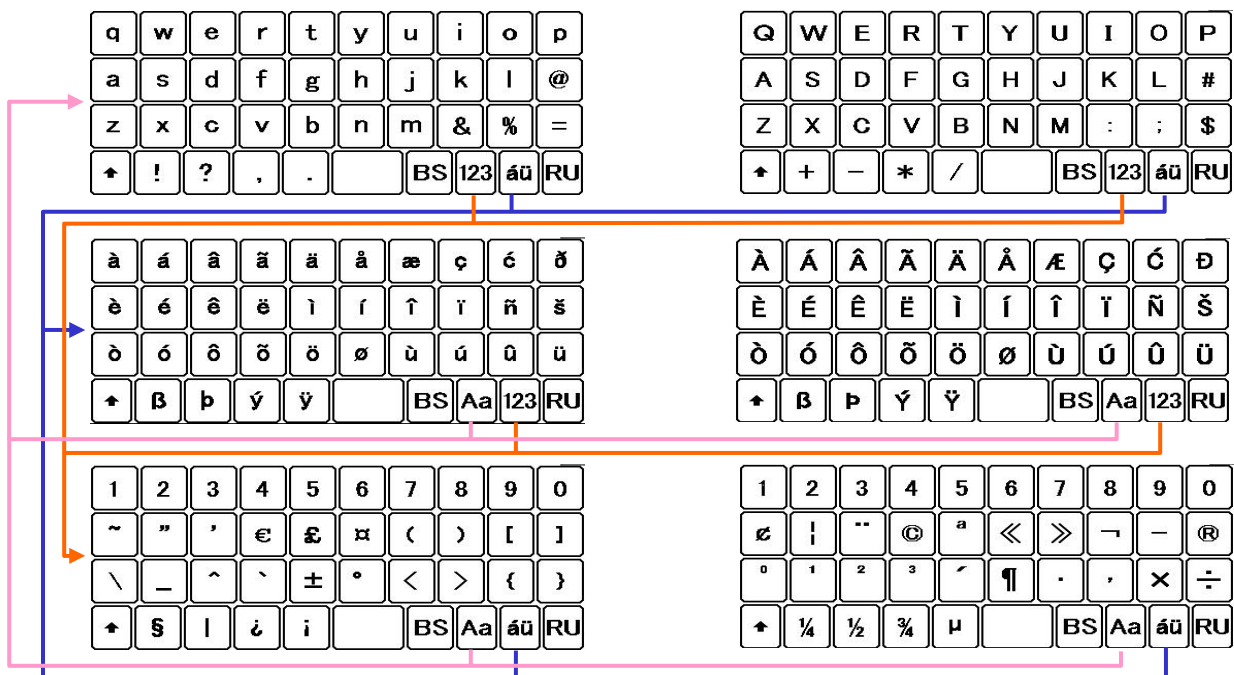 q w e r t y u i o p
a s d f g h j k l @
z x c v b n m & % =
! ? , . BS 123 áü RU
Q W E R T Y U I O P
A S D F G H J K L #
Z X C V B N M : ; $
+ − * / BS 123 áü RU
à á â ã ä å æ ç ć ð
è é ê ë ì í î ï ñ š
ò ó ô õ ö ø ù ú û ü
ß þ ý ÿ BS Aa 123 RU
À Á Â Ã Ä Å Æ Ç Ć Ð
È É Ê Ë Ì Í Î Ï Ñ Š
Ò Ó Ô Õ Ö Ø Ù Ú Û Ü
ß Þ Ý Ÿ BS Aa 123 RU
1 2 3 4 5 6 7 8 9 0
~ ” ’ € £ ¤ ( ) [ ]
\ _ ^ ` ± ° < > { }
§ | ¿ ¡ BS Aa áü RU
1 2 3 4 5 6 7 8 9 0
¢ ¦ ¨ © ª ≪ ≫ ¬ − ®
⁰ ¹ ² ³ ´ ¶ · , × ÷
¼ ½ ¾ µ BS Aa áü RU